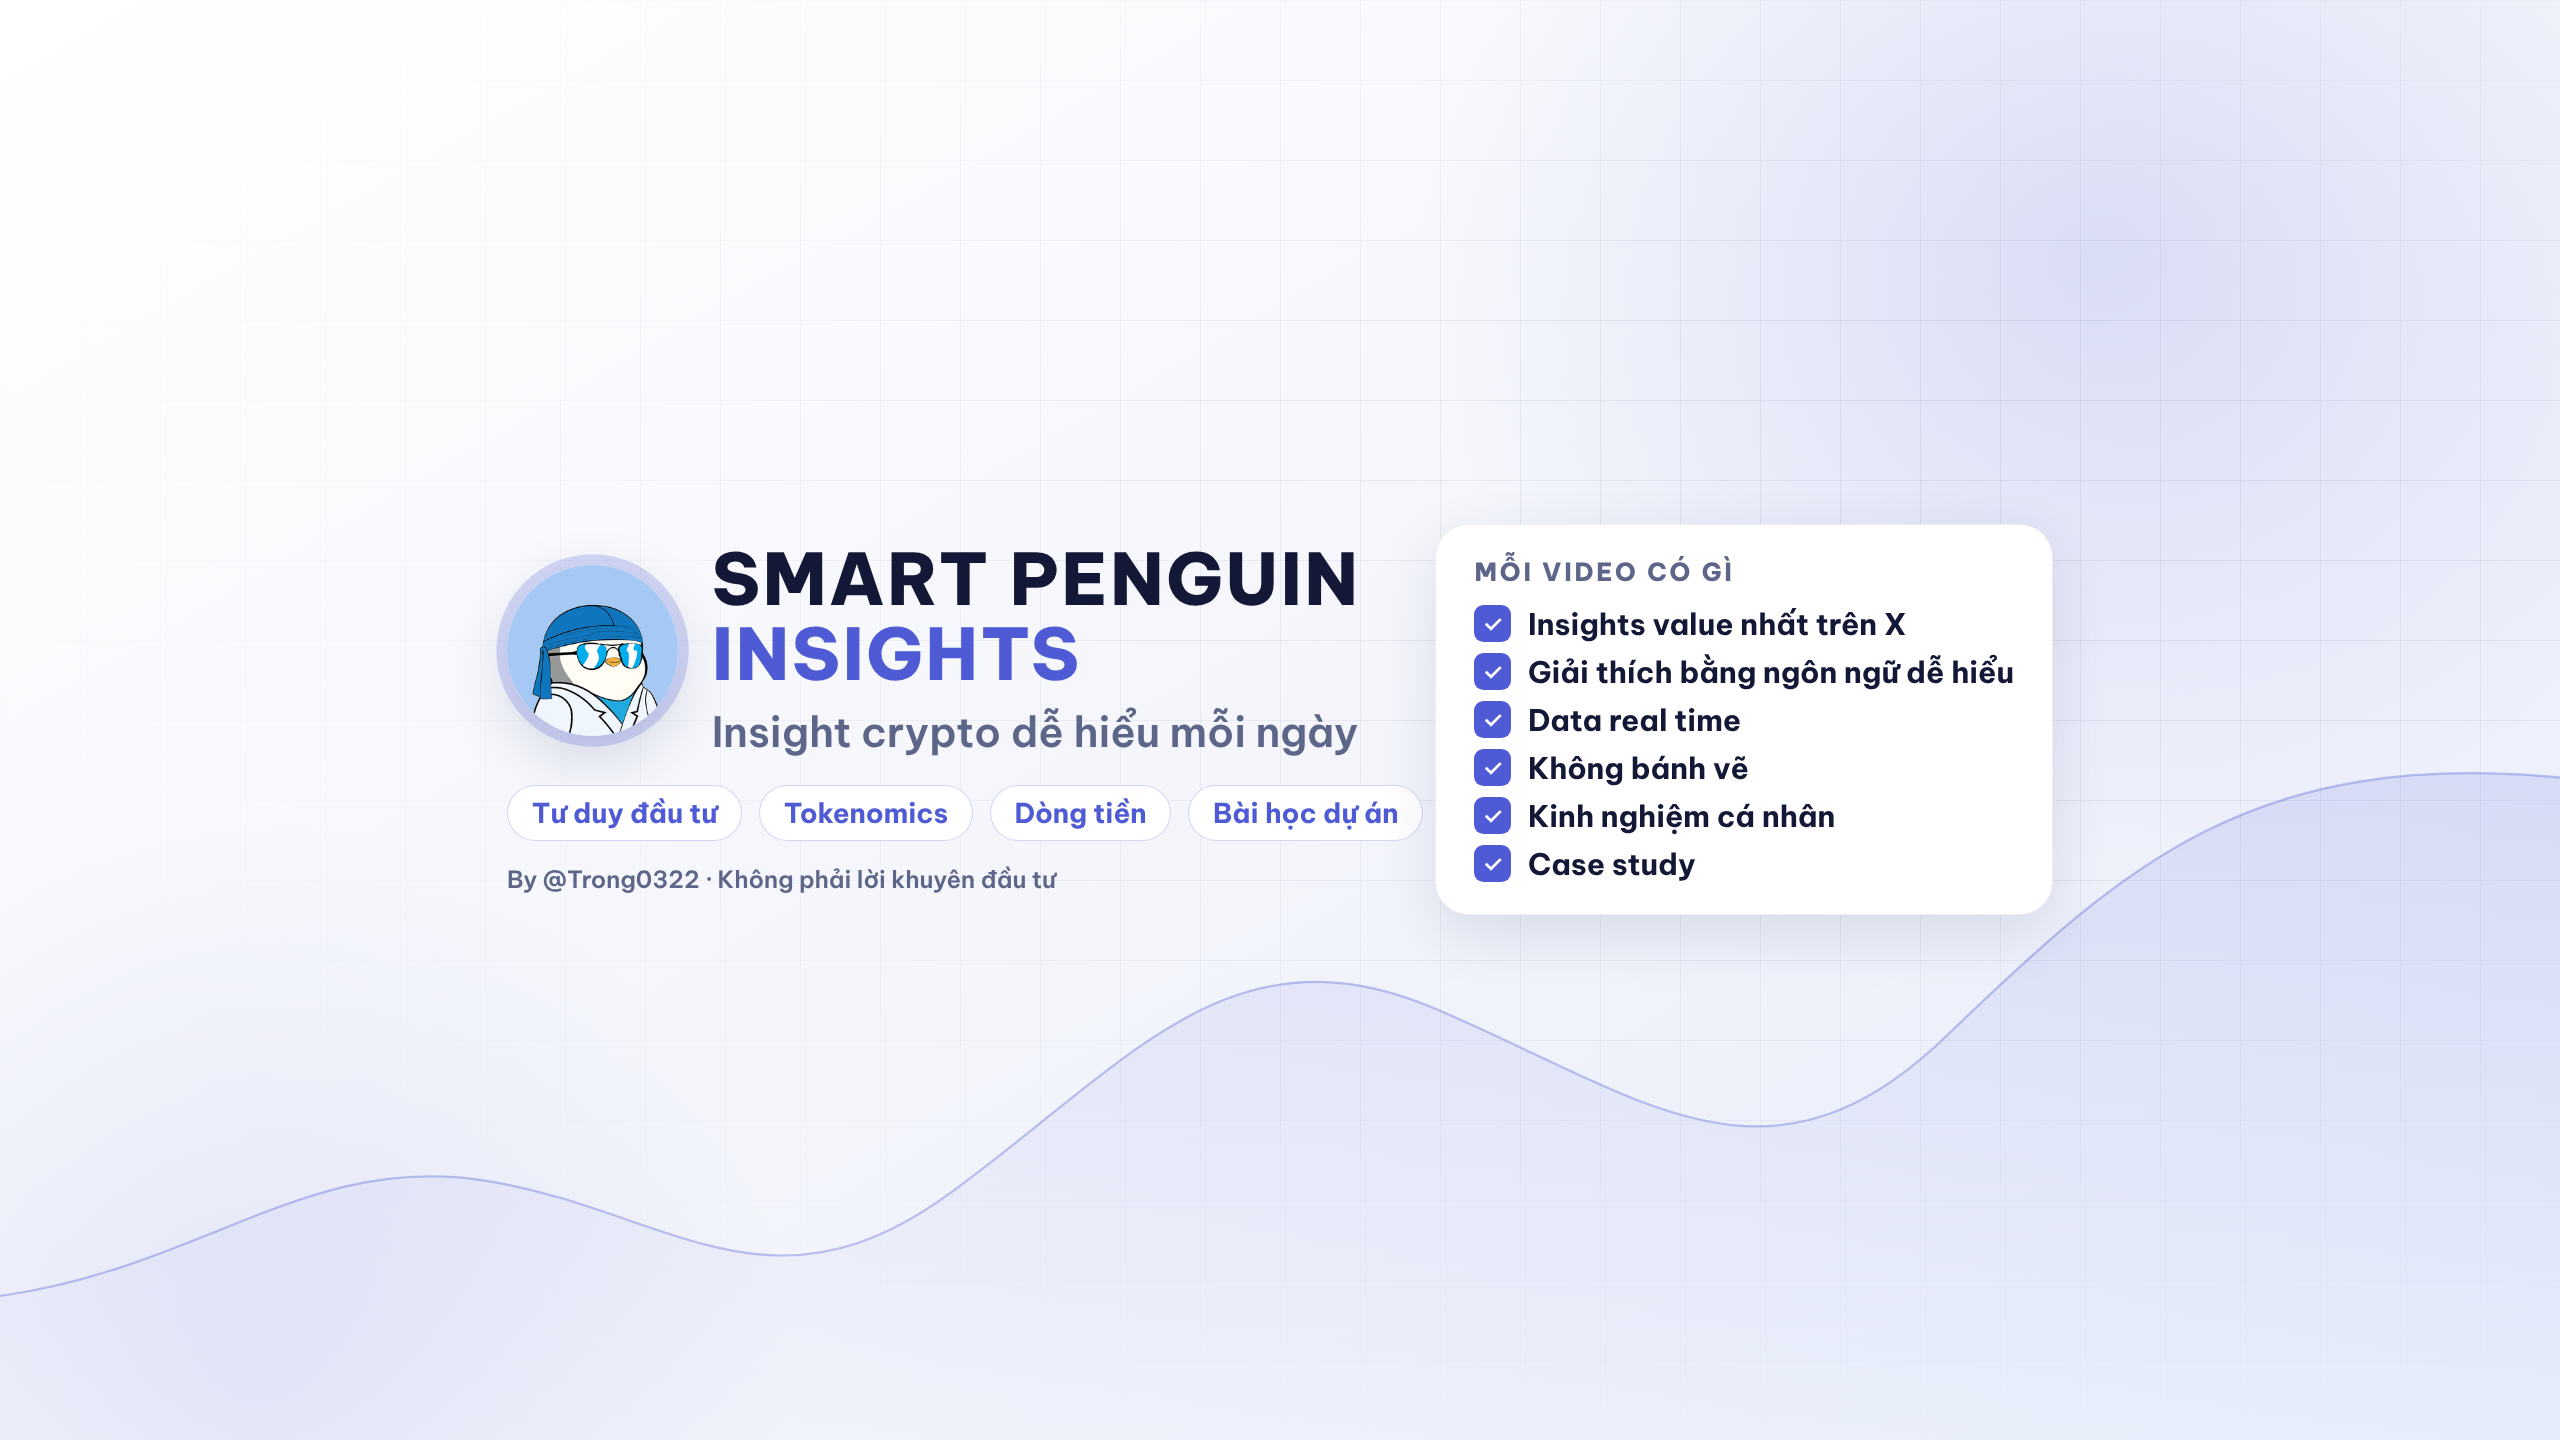 SMART PENGUIN
INSIGHTS
Insight crypto dễ hiểu mỗi ngày
Tư duy đầu tư
Tokenomics
Dòng tiền
Bài học dự án
By @Trong0322 · Không phải lời khuyên đầu tư
MỖI VIDEO CÓ GÌ
Insights value nhất trên X
Giải thích bằng ngôn ngữ dễ hiểu
Data real time
Không bánh vẽ
Kinh nghiệm cá nhân
Case study